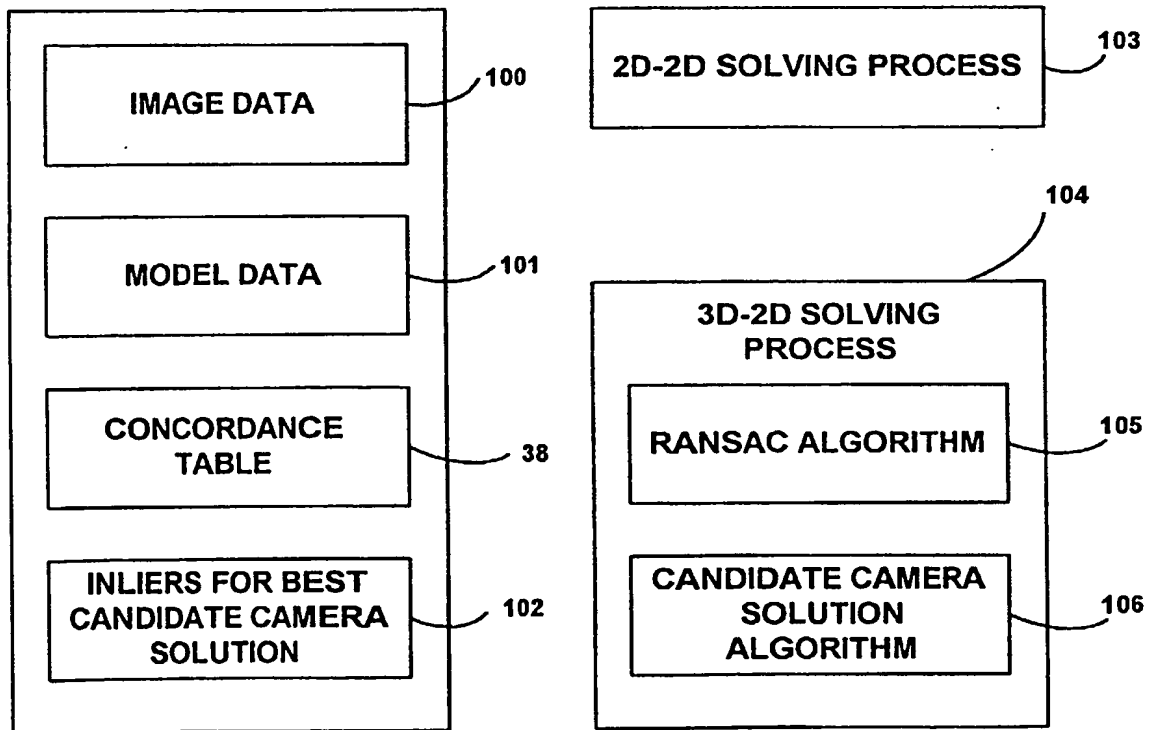 IMAGE DATA
100
MODEL DATA
101
CONCORDANCE
TABLE
38
INLIERS FOR BEST
CANDIDATE CAMERA
SOLUTION
102
2D-2D SOLVING PROCESS
103
104
3D-2D SOLVING
PROCESS
RANSAC ALGORITHM
105
CANDIDATE CAMERA
SOLUTION
ALGORITHM
106